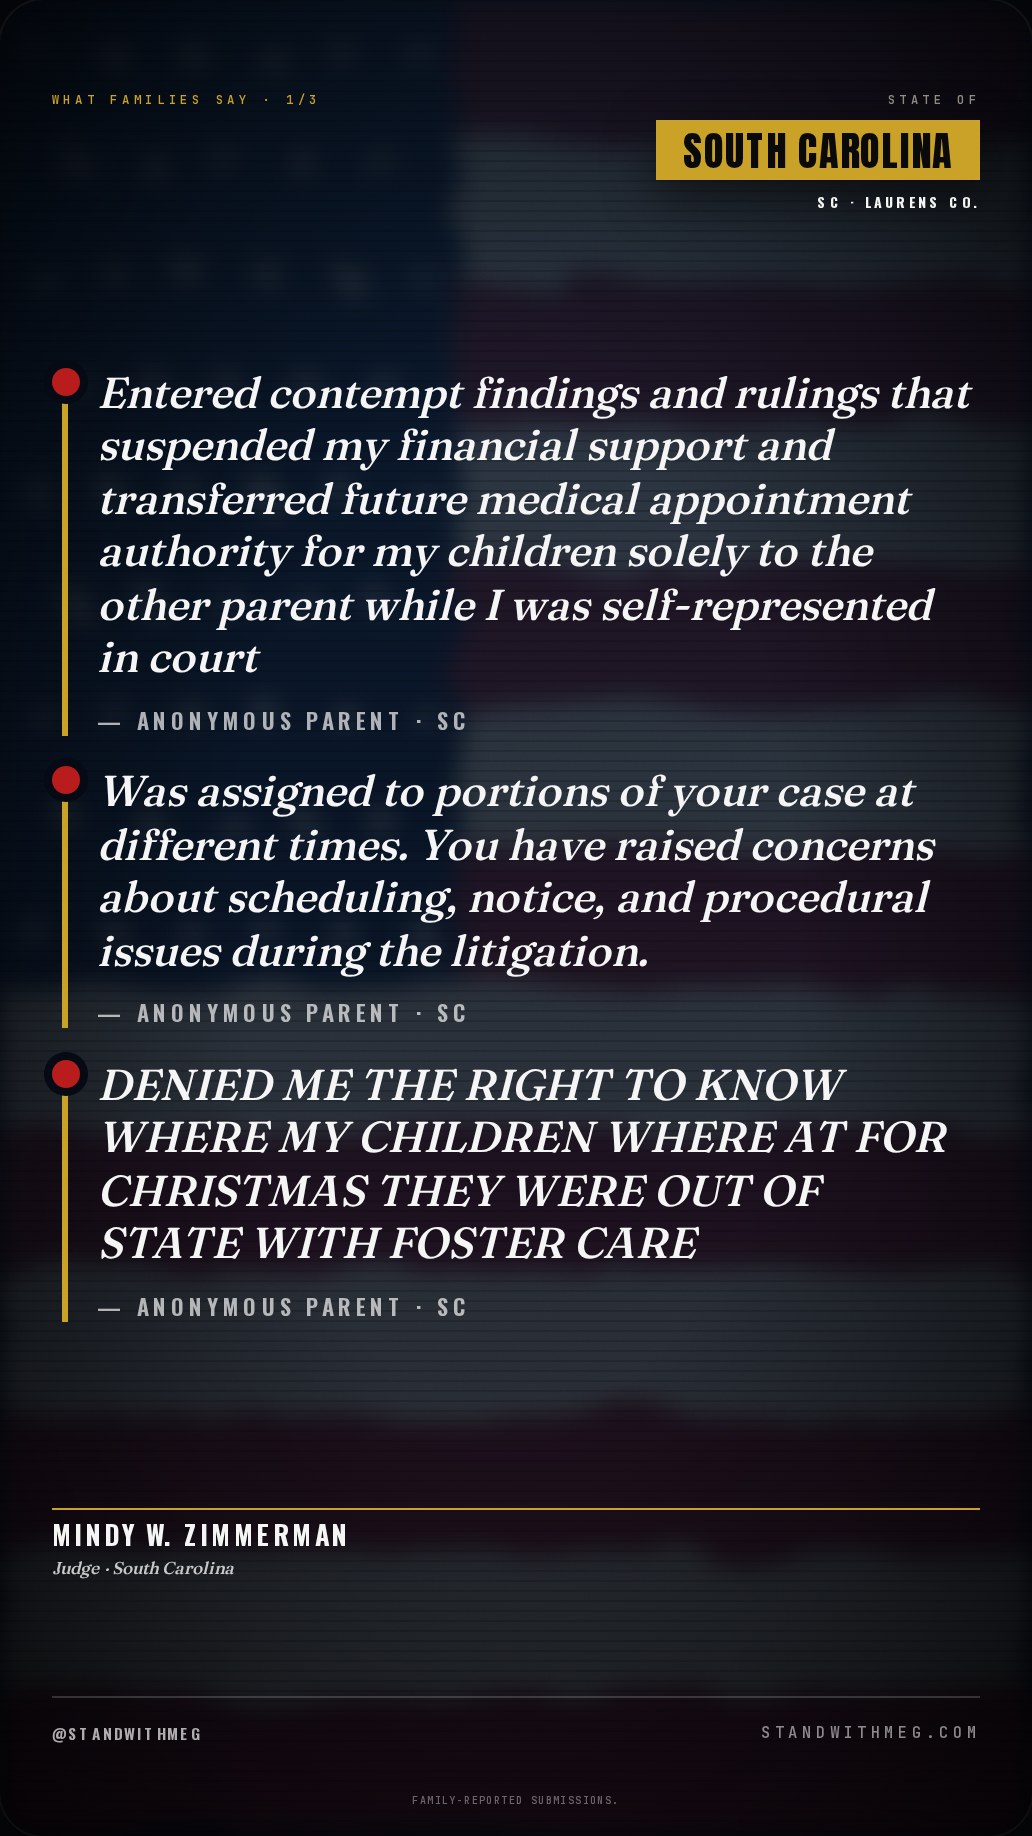 WHAT FAMILIES SAY · 1/3
STATE OF
SOUTH CAROLINA
SC · LAURENS CO.
Entered contempt findings and rulings that
suspended my financial support and
transferred future medical appointment
authority for my children solely to the
other parent while I was self-represented
in court
— ANONYMOUS PARENT · SC
Was assigned to portions of your case at
different times. You have raised concerns
about scheduling, notice, and procedural
issues during the litigation.
— ANONYMOUS PARENT · SC
DENIED ME THE RIGHT TO KNOW
WHERE MY CHILDREN WHERE AT FOR
CHRISTMAS THEY WERE OUT OF
STATE WITH FOSTER CARE
— ANONYMOUS PARENT · SC
MINDY W. ZIMMERMAN
Judge · South Carolina
@STANDWITHMEG
STANDWITHMEG.COM
FAMILY-REPORTED SUBMISSIONS.